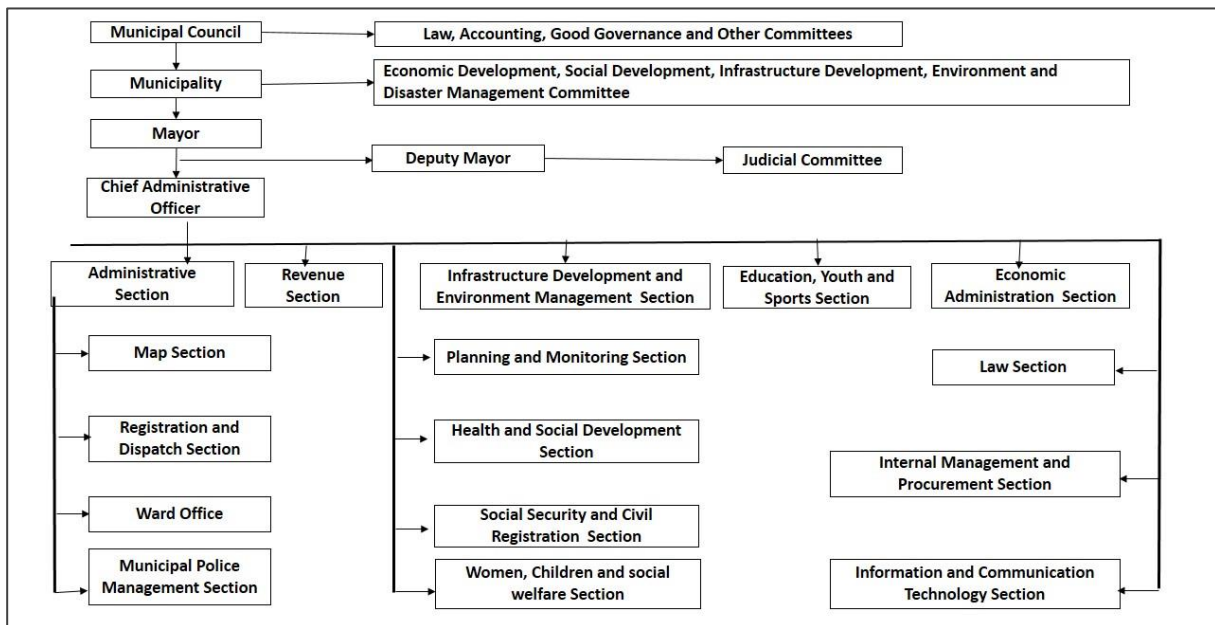 Municipal Council
Law, Accounting, Good Governance and Other Committees
Municipality
Economic Development, Social Development, Infrastructure Development, Environment and
Disaster Management Committee
Mayor
Deputy Mayor
Judicial Committee
Chief Administrative
Officer
Administrative
Section
Revenue
Section
Infrastructure Development and
Environment Management Section
Education, Youth and
Sports Section
Economic
Administration Section
Map Section
Planning and Monitoring Section
Law Section
Registration and
Dispatch Section
Health and Social Development
Section
Internal Management and
Procurement Section
Ward Office
Social Security and Civil
Registration Section
Municipal Police
Management Section
Women, Children and social
welfare Section
Information and Communication
Technology Section